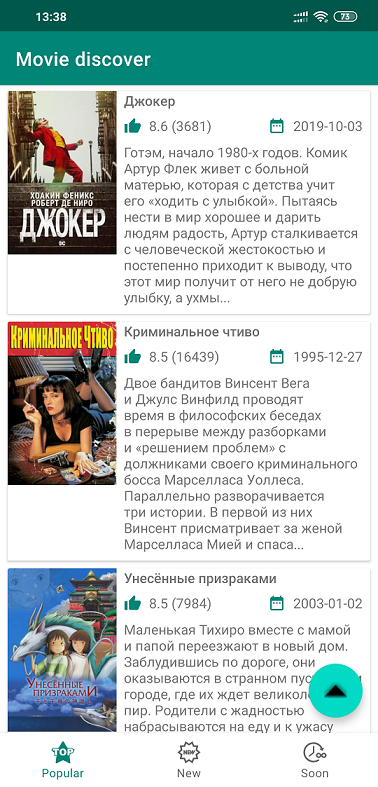 13:38
73
Movie discover
Джокер
8.6 (3681)
2019-10-03
ХОАКИН ФЕНИКС
РОБЕРТ ДЕ НИРО
ДЖОКЕР
DC
Готэм, начало 1980-х годов. Комик
Артур Флек живет с больной
матерью, которая с детства учит
его «ходить с улыбкой». Пытаясь
нести в мир хорошее и дарить
людям радость, Артур сталкивается
с человеческой жестокостью и
постепенно приходит к выводу, что
этот мир получит от него не добрую
улыбку, а ухмы...
КРИМИНАЛЬНОЕ ЧТИВО
Криминальное чтиво
8.5 (16439)
1995-12-27
Двое бандитов Винсент Вега
и Джулс Винфилд проводят
время в философских беседах
в перерыве между разборками
и «решением проблем» с
должниками своего криминального
босса Марселласа Уоллеса.
Параллельно разворачивается
три истории. В первой из них
Винсент присматривает за женой
Марселласа Мией и спаса...
Унесённые призраками
8.5 (7984)
2003-01-02
УНЕСЁННЫЕ
ПРИЗРАКАМИ
Маленькая Тихиро вместе с мамой
и папой переезжают в новый дом.
Заблудившись по дороге, они
оказываются в странном пус
городе, где их ждет великоле
пир. Родители с жадностью
набрасываются на еду и к ужасу
TOP
NEW
Popular
New
Soon